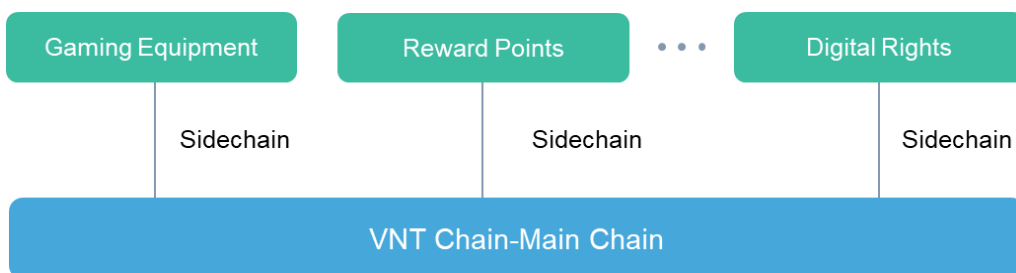 Gaming Equipment
Reward Points
• • •
Digital Rights
Sidechain
Sidechain
Sidechain
VNT Chain-Main Chain